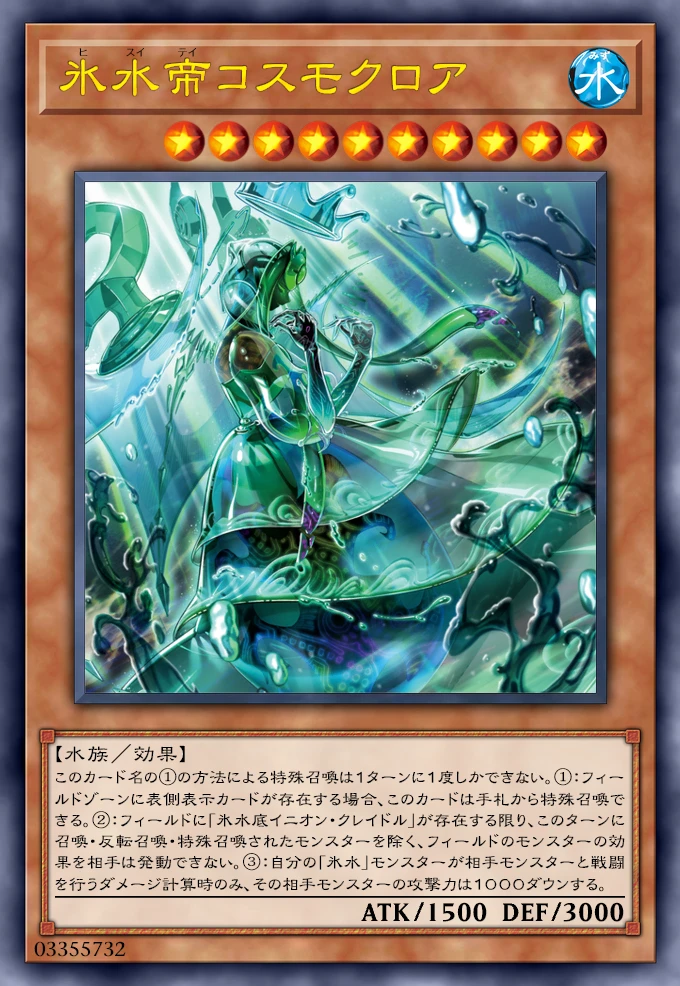 ヒ スイ テイ
氷水帝コスモクロア
みず
水
【水族／効果】
このカード名の①の方法による特殊召喚は1ターンに1度しかできない。①：フィー
ルドゾーンに表側表示カードが存在する場合、このカードは手札から特殊召喚で
きる。②：フィールドに「氷水底イニオン・クレイドル」が存在する限り、このターンに
召喚・反転召喚・特殊召喚されたモンスターを除く、フィールドのモンスターの効
果を相手は発動できない。③：自分の「氷水」モンスターが相手モンスターと戦闘
を行うダメージ計算時のみ、その相手モンスターの攻撃力は1000ダウンする。
ATK/1500 DEF/3000
03355732